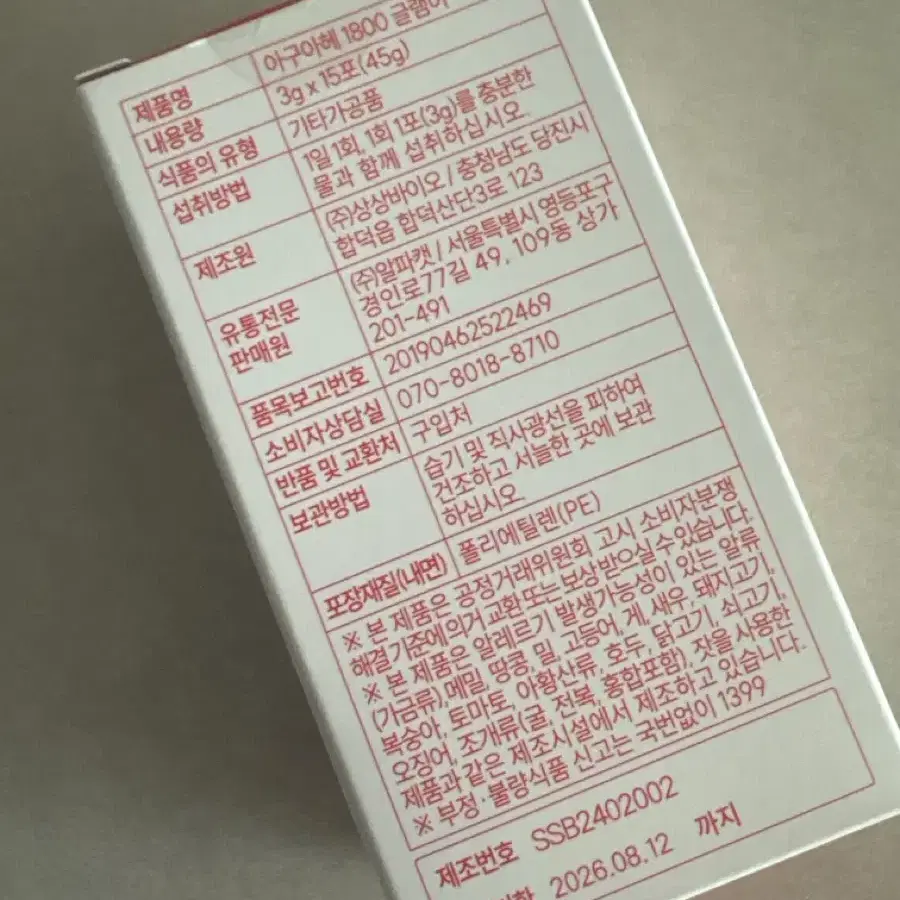 제품명 아구아헤 1800 글램
내용량 3g x 15포(45g)
식품의 유형 기타가공품
섭취방법 1일 1회, 1회 1포(3g)를 충분한
물과 함께 섭취하십시오.
제조원 (주)상상바이오 / 충청남도 당진시
합덕읍 합덕산단3로 123
유통전문
판매원
(주)알파캣 / 서울특별시 영등포구
경인로77길 49, 109동 상가
201-491
품목보고번호 20190462522469
소비자상담실 070-8018-8710
반품 및 교환처 구입처
보관방법 습기 및 직사광선을 피하여
건조하고 서늘한 곳에 보관
하십시오.
포장재질(내면) 폴리에틸렌(PE)
※ 본 제품은 공정거래위원회 고시 소비자분쟁
해결 기준에 의거 교환 또는 보상 받으실 수 있습니다.
※ 본 제품은 알레르기 발생가능성이 있는 알류
(가금류), 메밀, 땅콩, 밀, 고등어, 게, 새우, 돼지고기,
복숭아, 토마토, 아황산류, 호두, 닭고기, 쇠고기,
오징어, 조개류(굴, 전복, 홍합포함), 잣을 사용한
제품과 같은 제조시설에서 제조하고 있습니다.
※ 부정·불량식품 신고는 국번없이 1399
제조번호 SSB2402002
2026.08.12 까지